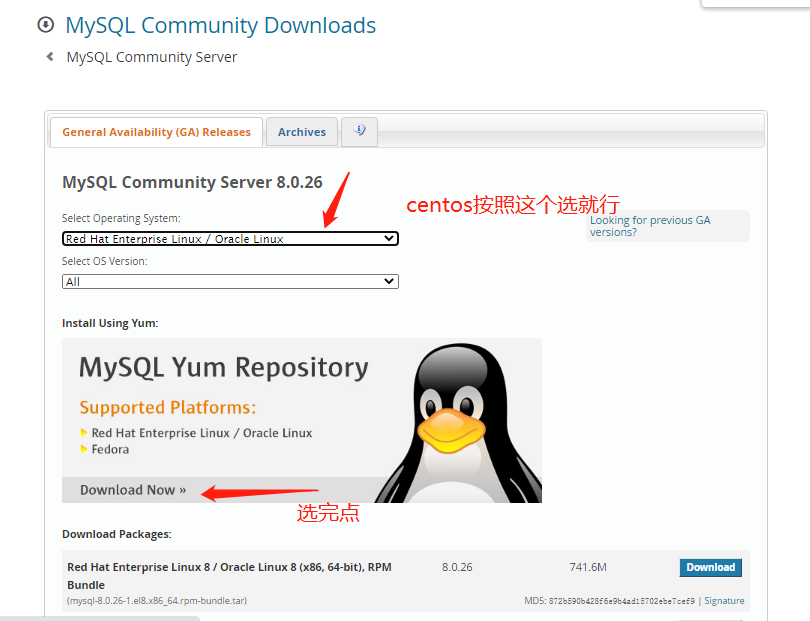 MySQL Community Downloads
MySQL Community Server
General Availability (GA) Releases
Archives
MySQL Community Server 8.0.26
centos按照这个选就行
Select Operating System:
Looking for previous GA
versions?
Red Hat Enterprise Linux / Oracle Linux
Select OS Version:
All
Install Using Yum:
MySQL Yum Repository
Supported Platforms:
Red Hat Enterprise Linux / Oracle Linux
Fedora
Download Now »
选完点
Download Packages:
Red Hat Enterprise Linux 8 / Oracle Linux 8 (x86, 64-bit), RPM
Bundle
8.0.26
741.6M
Download
(mysql-8.0.26-1.el8.x86_64.rpm-bundle.tar)
MD5: 872b590b428f6e9b4ad15702ebe7cef9 | Signature